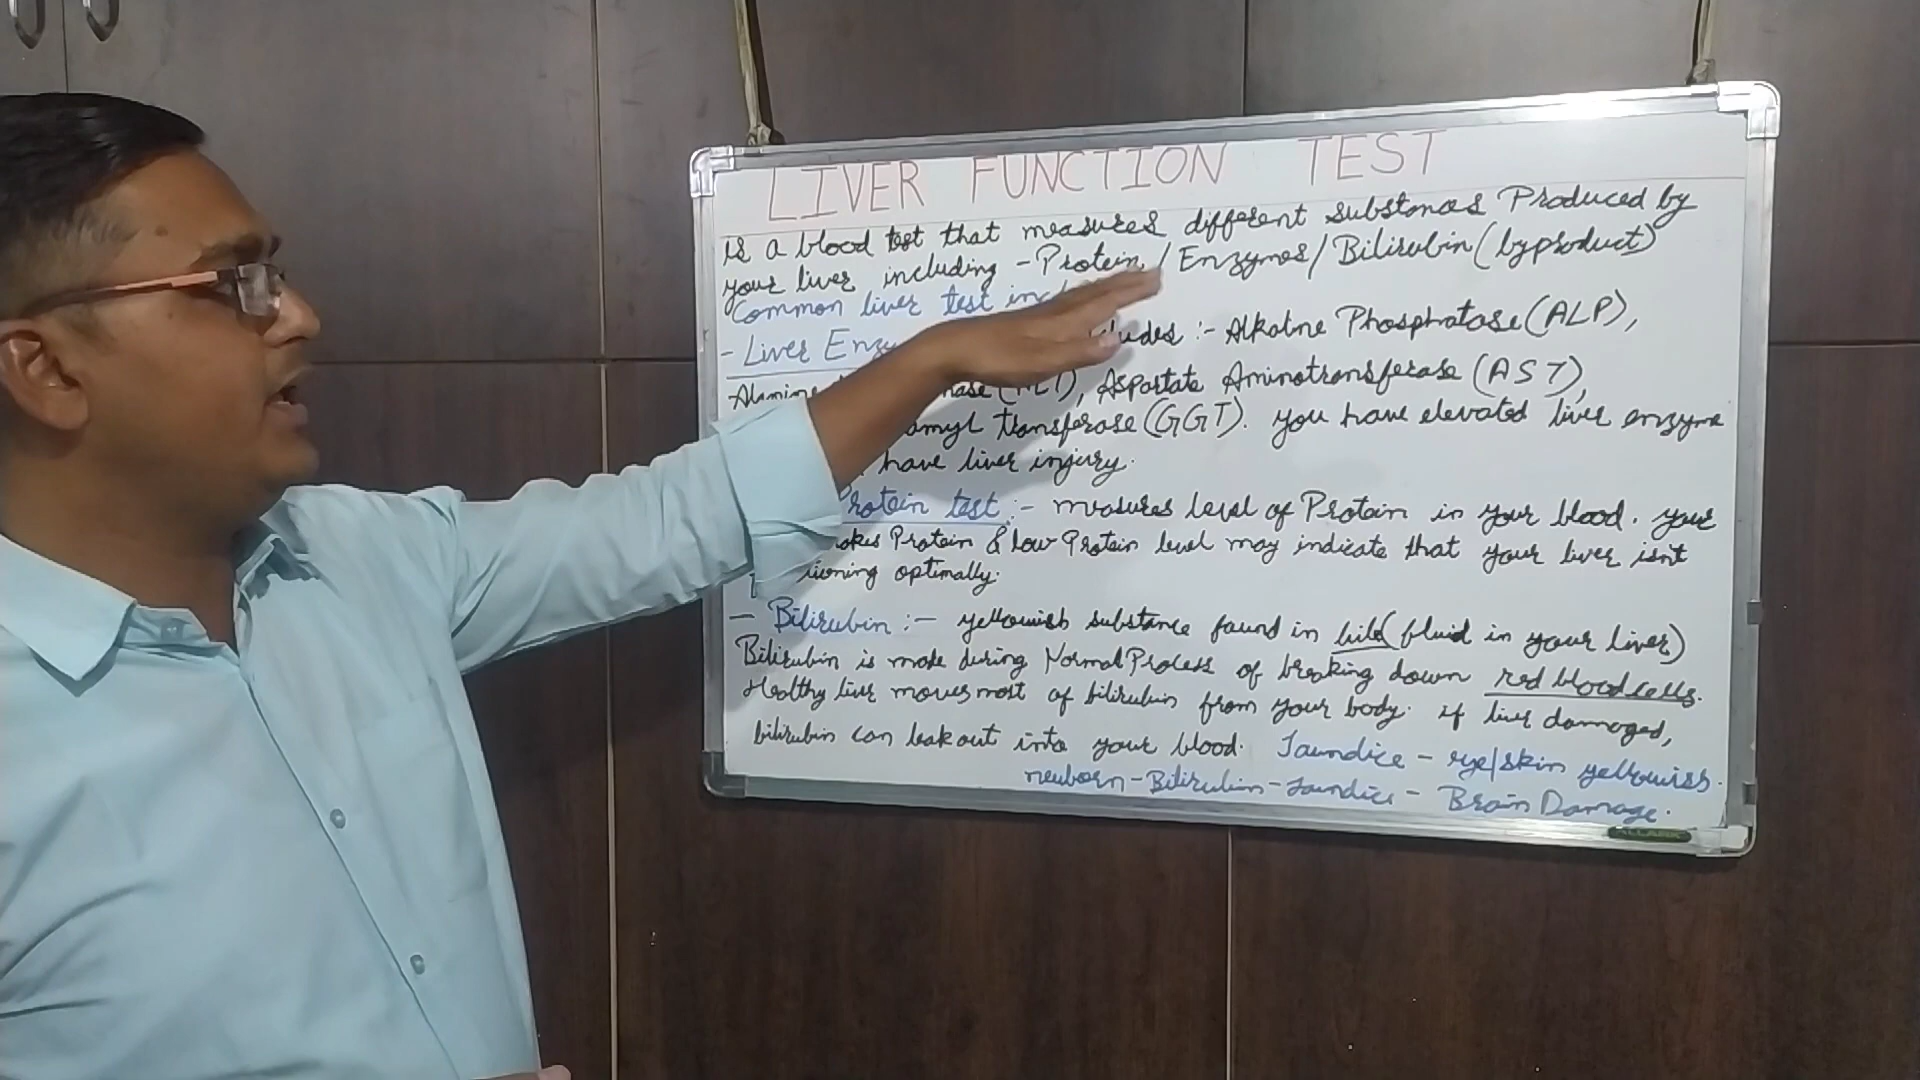 LIVER FUNCTION TEST
is a blood test that measures different substances Produced by
your liver including - Protein / Enzymes / Bilirubin (byproduct)
Common liver test
- Liver :- Alkaline Phosphatase (ALP),
Aspartate Aminotransferase (AST),
transferase (GGT). you have elevated liver enzyme
have liver injury.
Protein test :- measures level of Protein in your blood. your
Protein & low Protein level may indicate that your liver isn't
optimally.
- Bilirubin :- yellowish substance found in bile (fluid in your liver)
Bilirubin is made during Normal Process of breaking down red blood cells.
Healthy liver moves most of bilirubin from your body. if liver damaged,
bilirubin can leak out into your blood. Jaundice - eye/skin yellowiss.
newborn - Bilirubin - Jaundice - Brain Damage.